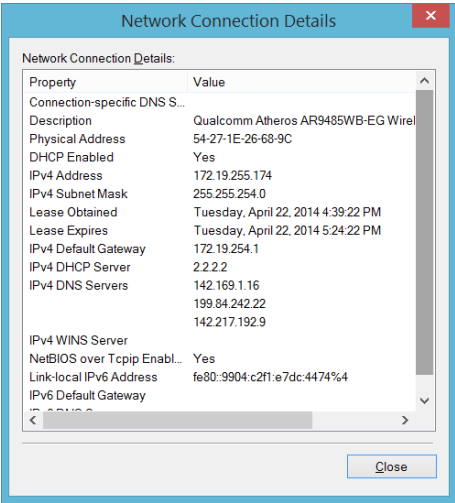 Network Connection Details
Network Connection Details:
Property Value
Connection-specific DNS S...
Description Qualcomm Atheros AR9485WB-EG Wirel
Physical Address 54-27-1E-26-68-9C
DHCP Enabled Yes
IPv4 Address 172.19.255.174
IPv4 Subnet Mask 255.255.254.0
Lease Obtained Tuesday, April 22, 2014 4:39:22 PM
Lease Expires Tuesday, April 22, 2014 5:24:22 PM
IPv4 Default Gateway 172.19.254.1
IPv4 DHCP Server 2.2.2.2
IPv4 DNS Servers 142.169.1.16
199.84.242.22
142.217.192.9
IPv4 WINS Server
NetBIOS over Tcpip Enabl... Yes
Link-local IPv6 Address fe80::9904:c2f1:e7dc:4474%4
IPv6 Default Gateway
Close